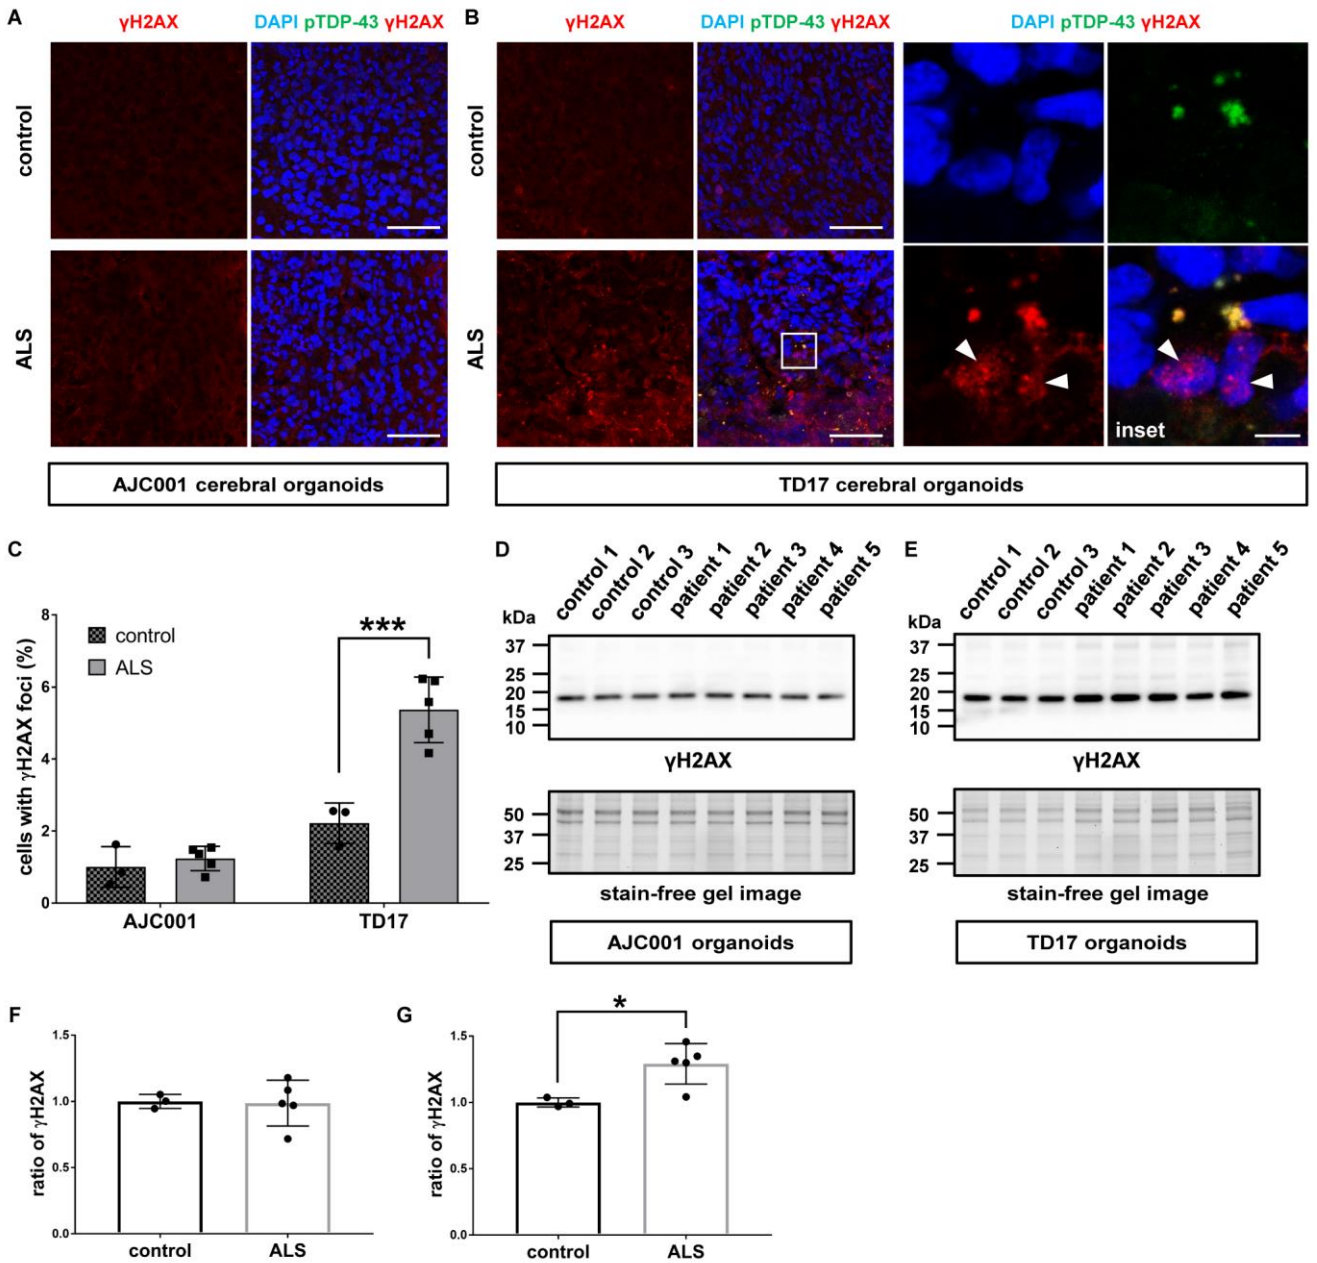 A
γH2AX
DAPI pTDP-43 γH2AX
control
ALS
AJC001 cerebral organoids
B
γH2AX
DAPI pTDP-43 γH2AX
DAPI pTDP-43 γH2AX
inset
TD17 cerebral organoids
C
cells with γH2AX foci (%)
8
6
4
2
0
control
ALS
***
AJC001
TD17
D
control 1
control 2
control 3
patient 1
patient 2
patient 3
patient 4
patient 5
kDa
37
25
20
15
10
γH2AX
50
37
25
stain-free gel image
AJC001 organoids
E
control 1
control 2
control 3
patient 1
patient 2
patient 3
patient 4
patient 5
kDa
37
25
20
15
10
γH2AX
50
37
25
stain-free gel image
TD17 organoids
F
ratio of γH2AX
1.5
1.0
0.5
0.0
control
ALS
G
ratio of γH2AX
1.5
1.0
0.5
0.0
*
control
ALS